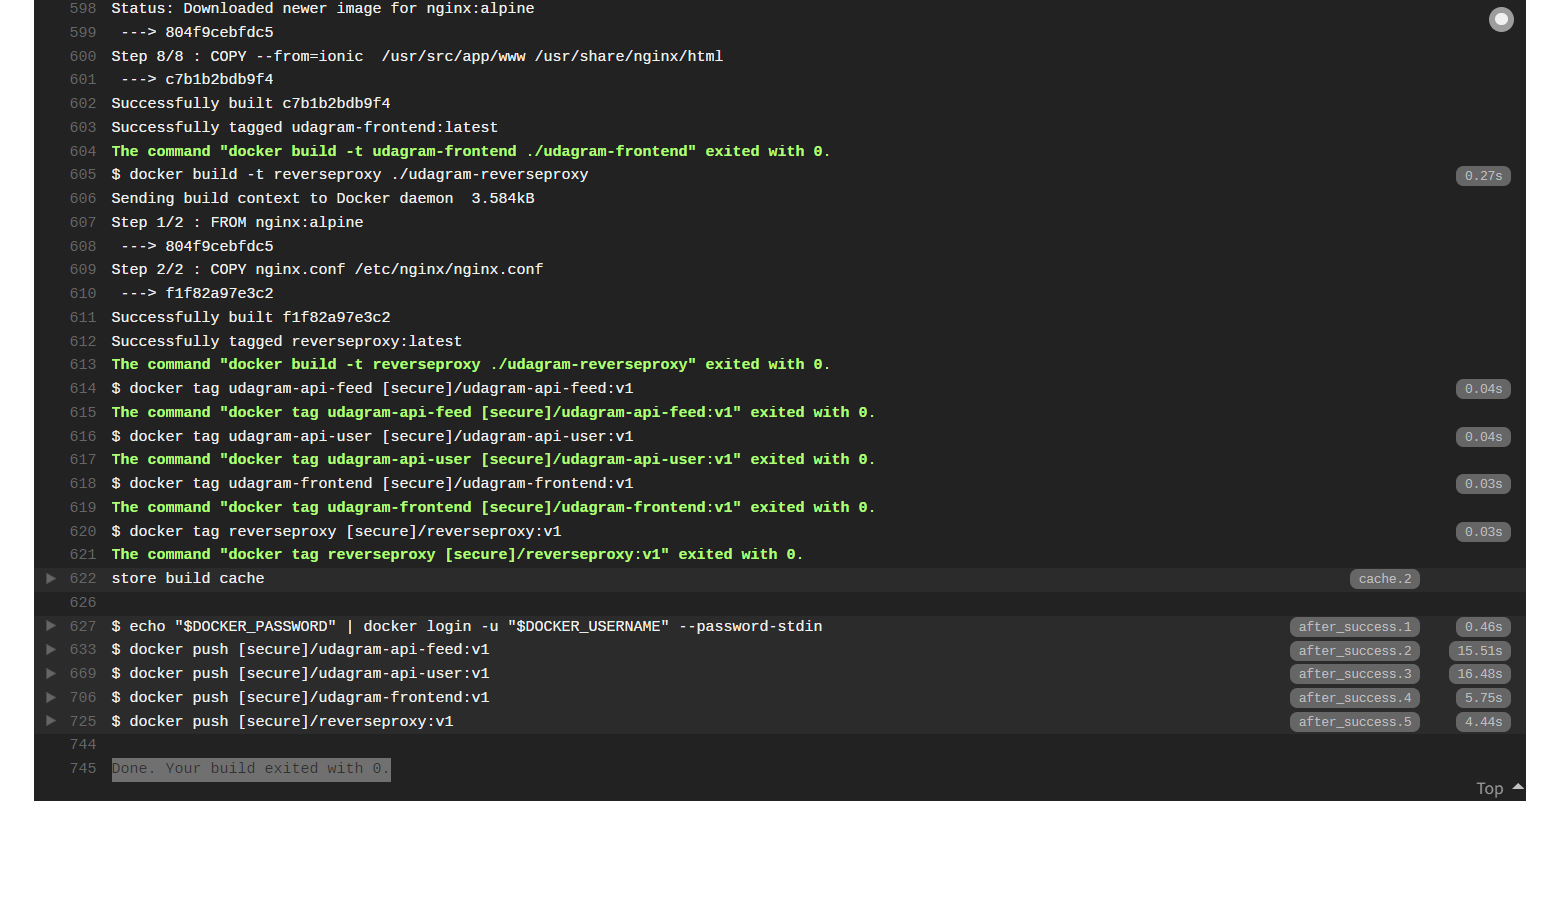 598 Status: Downloaded newer image for nginx:alpine
599  ---> 804f9cebfdc5
600 Step 8/8 : COPY --from=ionic  /usr/src/app/www /usr/share/nginx/html
601  ---> c7b1b2bdb9f4
602 Successfully built c7b1b2bdb9f4
603 Successfully tagged udagram-frontend:latest
604 The command "docker build -t udagram-frontend ./udagram-frontend" exited with 0.
605 $ docker build -t reverseproxy ./udagram-reverseproxy 0.27s
606 Sending build context to Docker daemon  3.584kB
607 Step 1/2 : FROM nginx:alpine
608  ---> 804f9cebfdc5
609 Step 2/2 : COPY nginx.conf /etc/nginx/nginx.conf
610  ---> f1f82a97e3c2
611 Successfully built f1f82a97e3c2
612 Successfully tagged reverseproxy:latest
613 The command "docker build -t reverseproxy ./udagram-reverseproxy" exited with 0.
614 $ docker tag udagram-api-feed [secure]/udagram-api-feed:v1 0.04s
615 The command "docker tag udagram-api-feed [secure]/udagram-api-feed:v1" exited with 0.
616 $ docker tag udagram-api-user [secure]/udagram-api-user:v1 0.04s
617 The command "docker tag udagram-api-user [secure]/udagram-api-user:v1" exited with 0.
618 $ docker tag udagram-frontend [secure]/udagram-frontend:v1 0.03s
619 The command "docker tag udagram-frontend [secure]/udagram-frontend:v1" exited with 0.
620 $ docker tag reverseproxy [secure]/reverseproxy:v1 0.03s
621 The command "docker tag reverseproxy [secure]/reverseproxy:v1" exited with 0.
622 store build cache cache.2
626
627 $ echo "$DOCKER_PASSWORD" | docker login -u "$DOCKER_USERNAME" --password-stdin after_success.1 0.46s
633 $ docker push [secure]/udagram-api-feed:v1 after_success.2 15.51s
669 $ docker push [secure]/udagram-api-user:v1 after_success.3 16.48s
706 $ docker push [secure]/udagram-frontend:v1 after_success.4 5.75s
725 $ docker push [secure]/reverseproxy:v1 after_success.5 4.44s
744
745 Done. Your build exited with 0.
Top